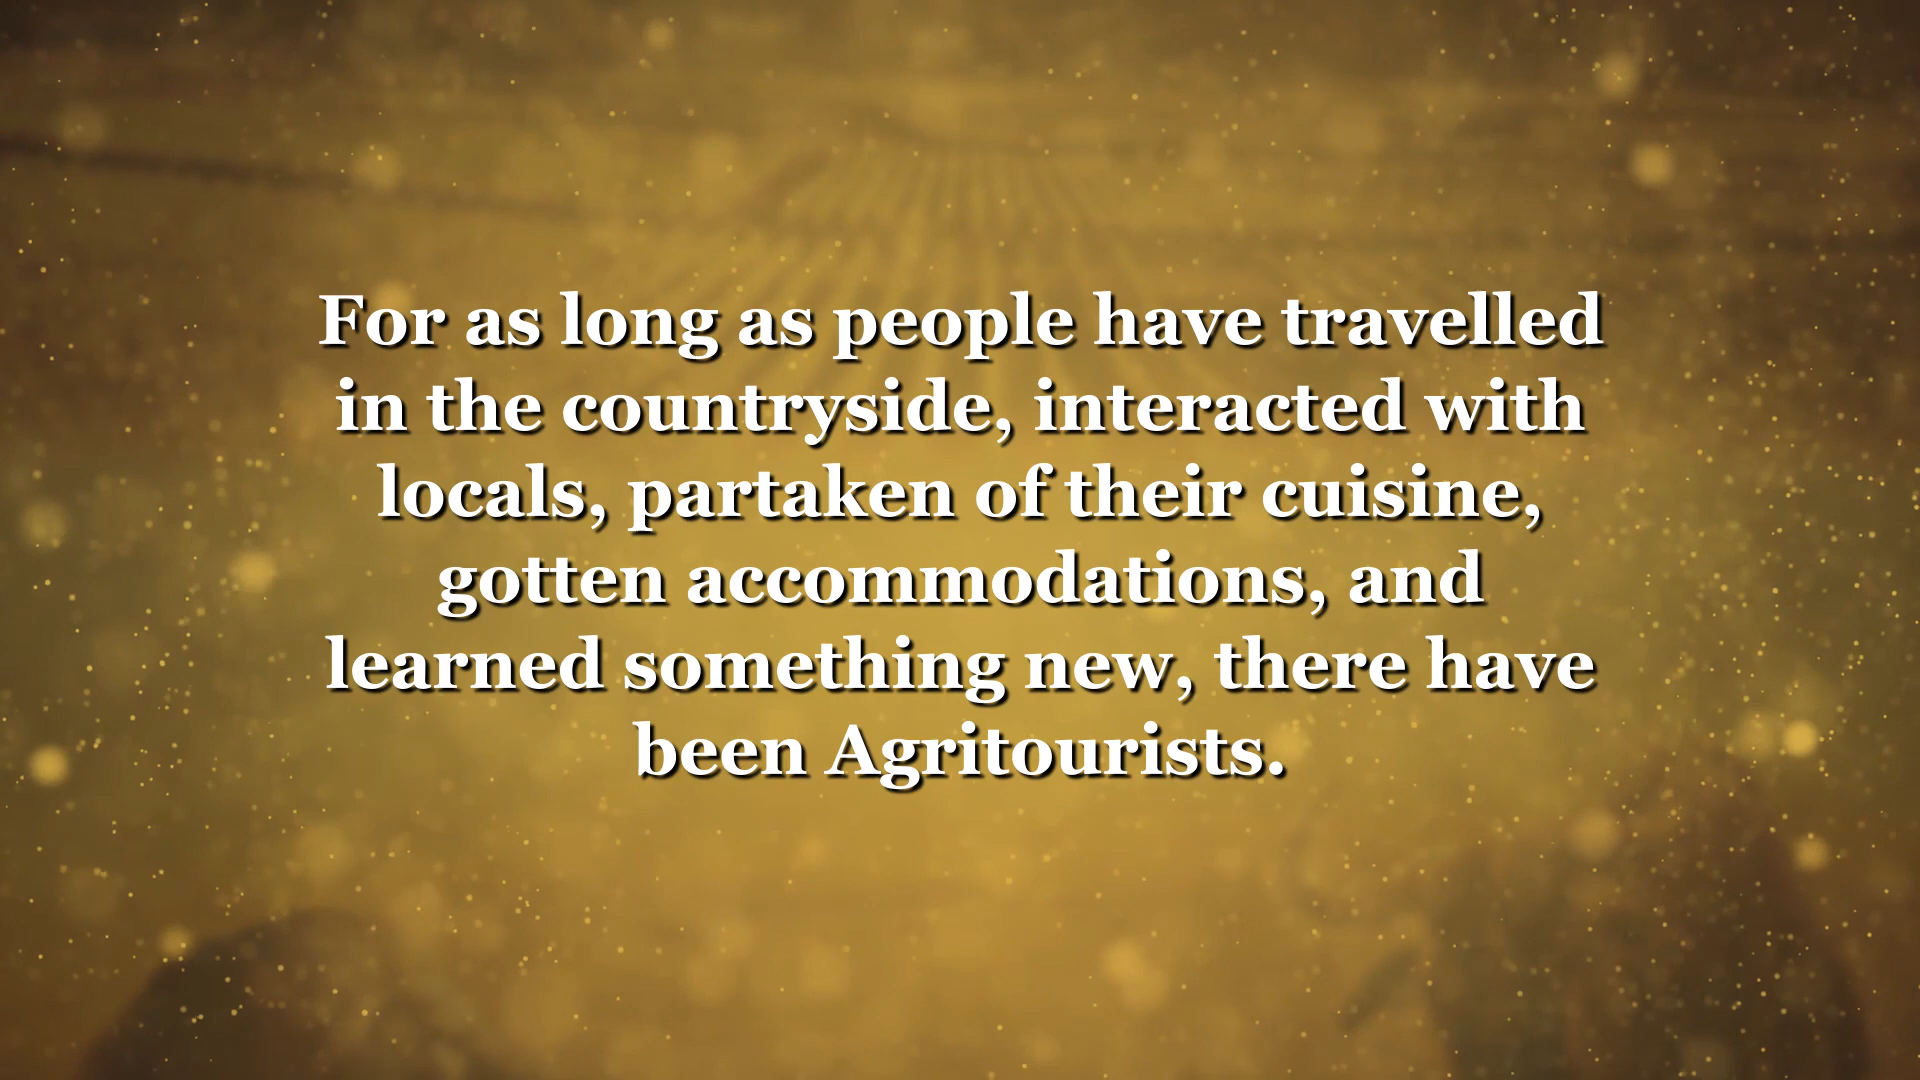 For as long as people have travelled
in the countryside, interacted with
locals, partaken of their cuisine,
gotten accommodations, and
learned something new, there have
been Agritourists.